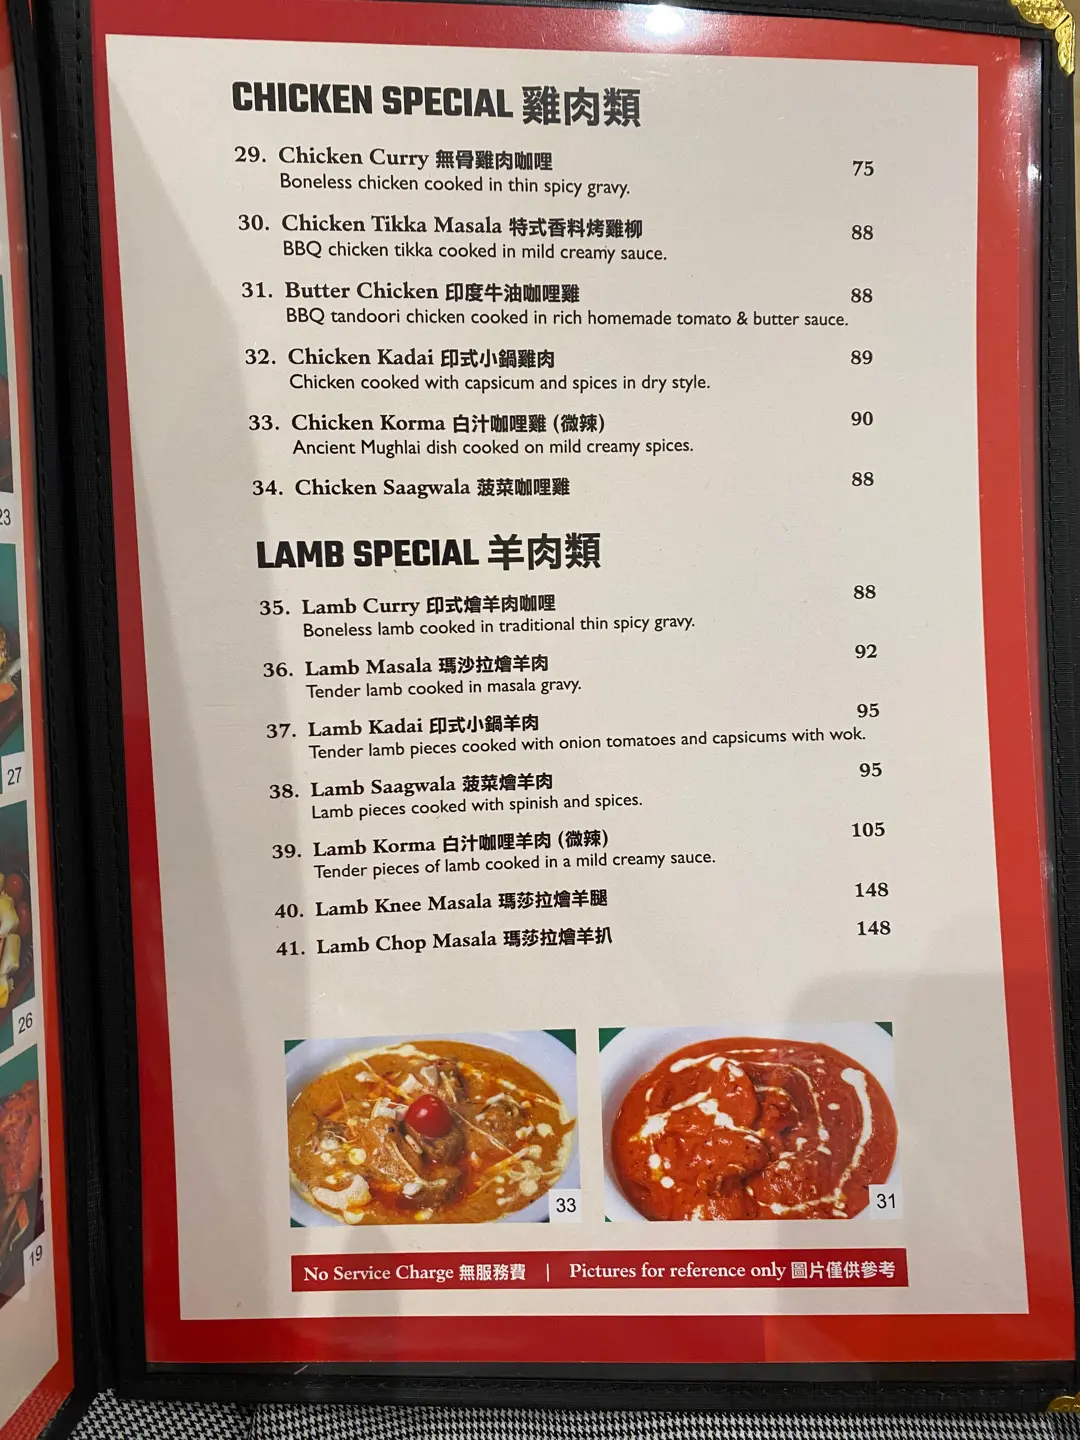 CHICKEN SPECIAL 雞肉類
29. Chicken Curry 無骨雞肉咖哩 75
Boneless chicken cooked in thin spicy gravy.
30. Chicken Tikka Masala 特式香料烤雞柳 88
BBQ chicken tikka cooked in mild creamy sauce.
31. Butter Chicken 印度牛油咖哩雞 88
BBQ tandoori chicken cooked in rich homemade tomato & butter sauce.
32. Chicken Kadai 印式小鍋雞肉 89
Chicken cooked with capsicum and spices in dry style.
33. Chicken Korma 白汁咖哩雞 (微辣) 90
Ancient Mughlai dish cooked on mild creamy spices.
34. Chicken Saagwala 菠菜咖哩雞 88
LAMB SPECIAL 羊肉類
35. Lamb Curry 印式燴羊肉咖哩 88
Boneless lamb cooked in traditional thin spicy gravy.
36. Lamb Masala 瑪沙拉燴羊肉 92
Tender lamb cooked in masala gravy.
37. Lamb Kadai 印式小鍋羊肉 95
Tender lamb pieces cooked with onion tomatoes and capsicums with wok.
38. Lamb Saagwala 菠菜燴羊肉 95
Lamb pieces cooked with spinish and spices.
39. Lamb Korma 白汁咖哩羊肉 (微辣) 105
Tender pieces of lamb cooked in a mild creamy sauce.
40. Lamb Knee Masala 瑪莎拉燴羊腿 148
41. Lamb Chop Masala 瑪莎拉燴羊扒 148
33
31
No Service Charge 無服務費 | Pictures for reference only 圖片僅供參考
23
27
26
19